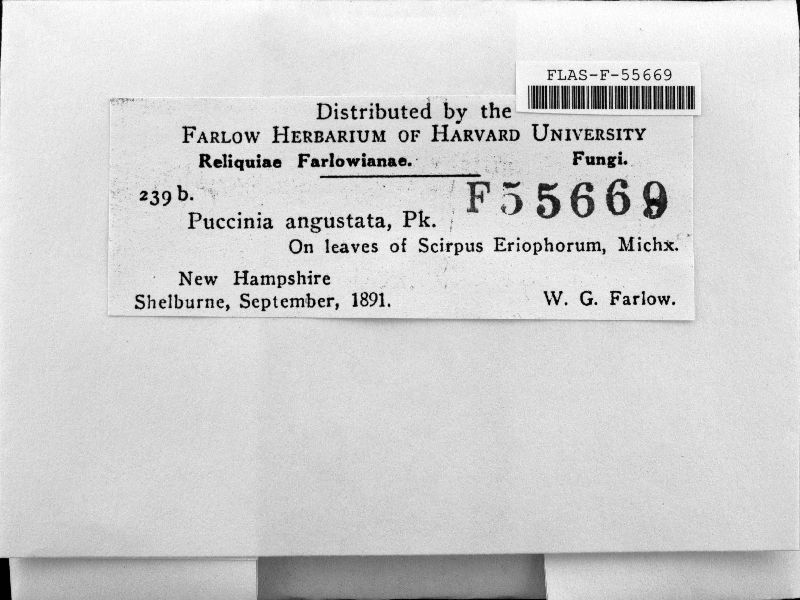 FLAS-F-55669
Distributed by the
FARLOW HERBARIUM OF HARVARD UNIVERSITY
Reliquiae Farlowianae. Fungi.
239 b. F55669
Puccinia angustata, Pk.
On leaves of Scirpus Eriophorum, Michx.
New Hampshire
Shelburne, September, 1891. W. G. Farlow.